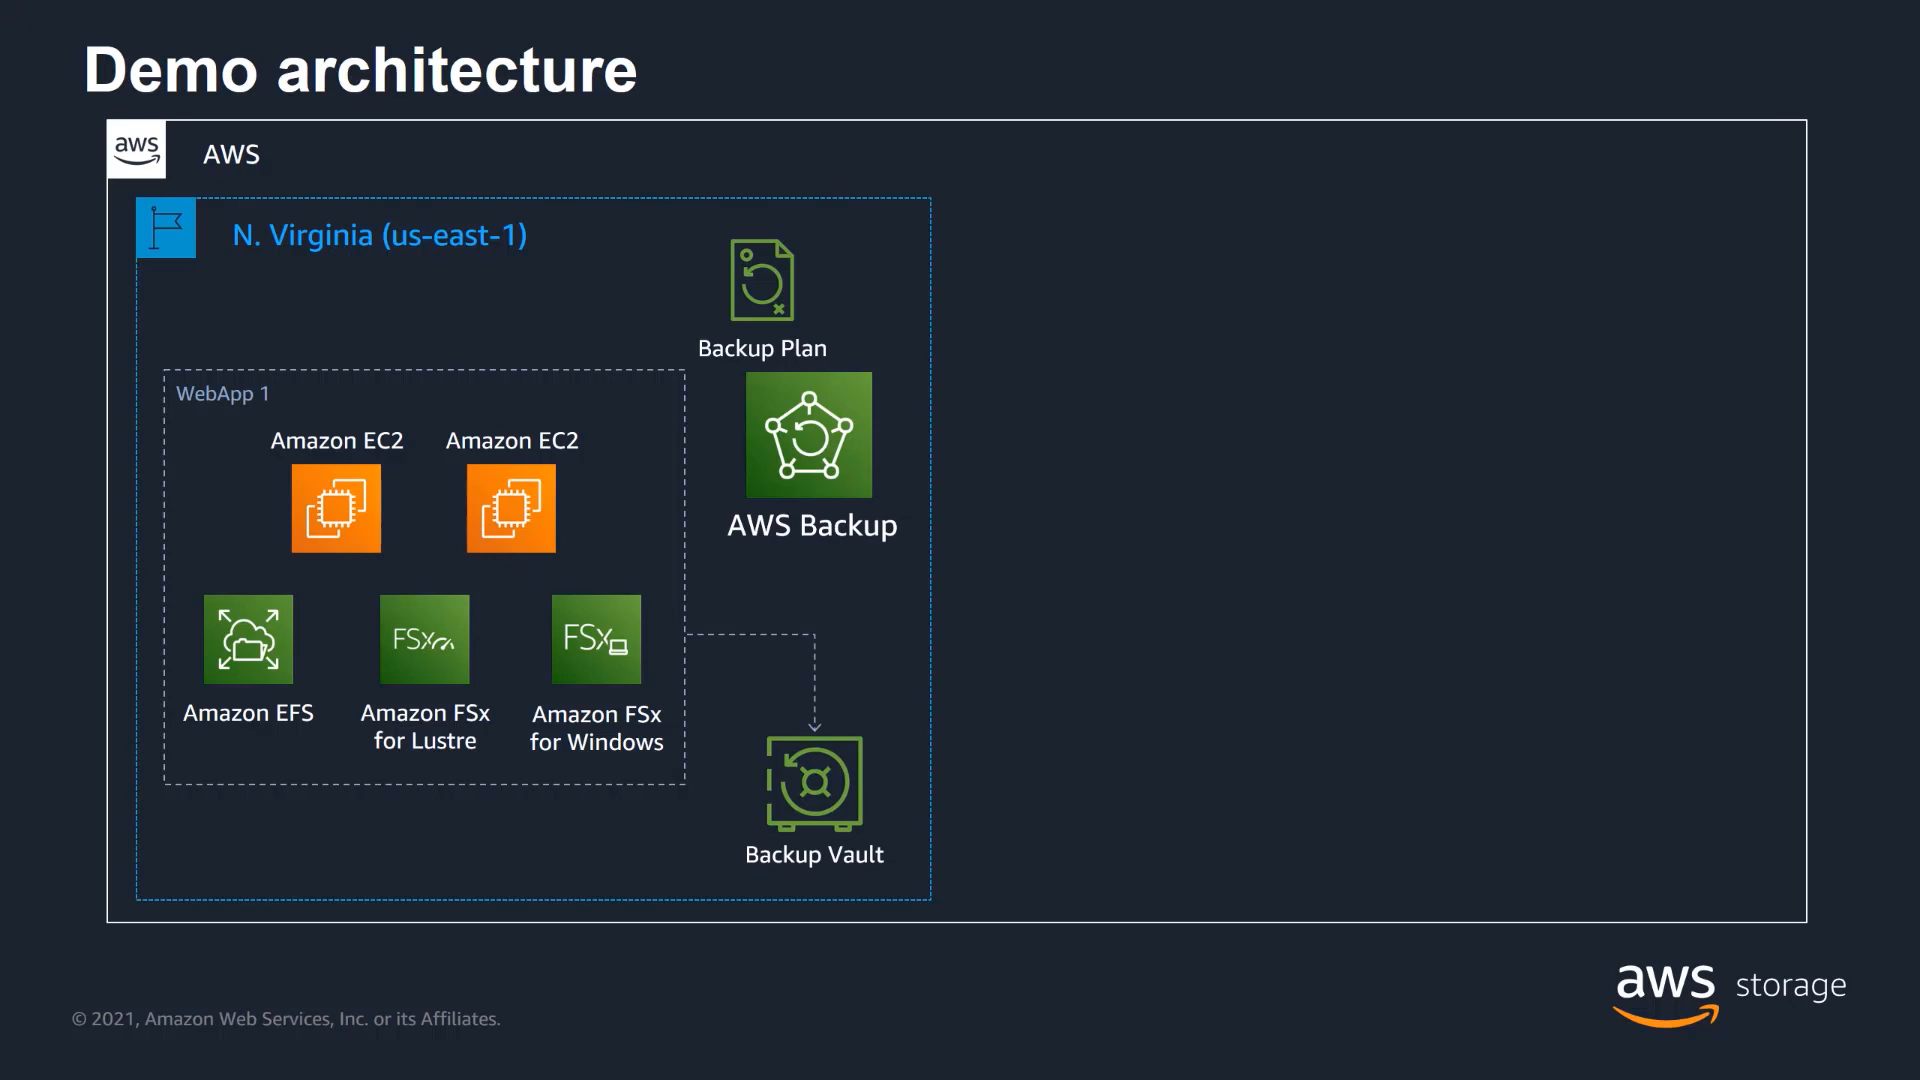 Demo architecture
aws
AWS
N. Virginia (us-east-1)
Backup Plan
WebApp 1
Amazon EC2
Amazon EC2
AWS Backup
FSx
FSx
Amazon EFS
Amazon FSx
for Lustre
Amazon FSx
for Windows
Backup Vault
aws storage
© 2021, Amazon Web Services, Inc. or its Affiliates.